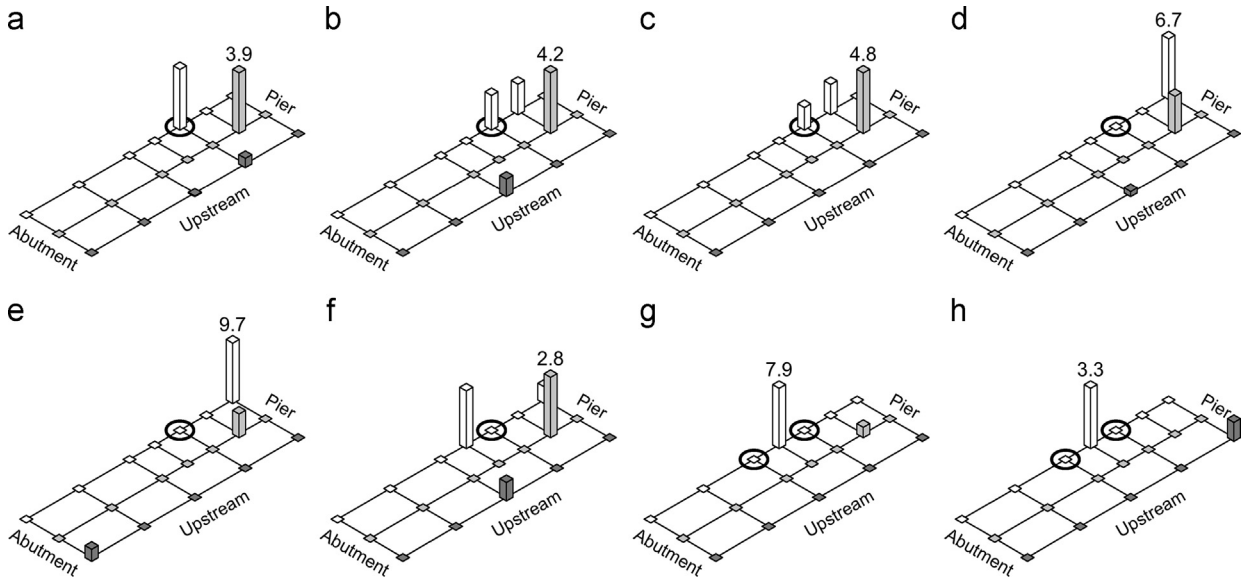 a
3.9
Pier
Abutment
Upstream
b
4.2
Pier
Abutment
Upstream
c
4.8
Pier
Abutment
Upstream
d
6.7
Pier
Abutment
Upstream
e
9.7
Pier
Abutment
Upstream
f
2.8
Pier
Abutment
Upstream
g
7.9
Pier
Abutment
Upstream
h
3.3
Pier
Abutment
Upstream